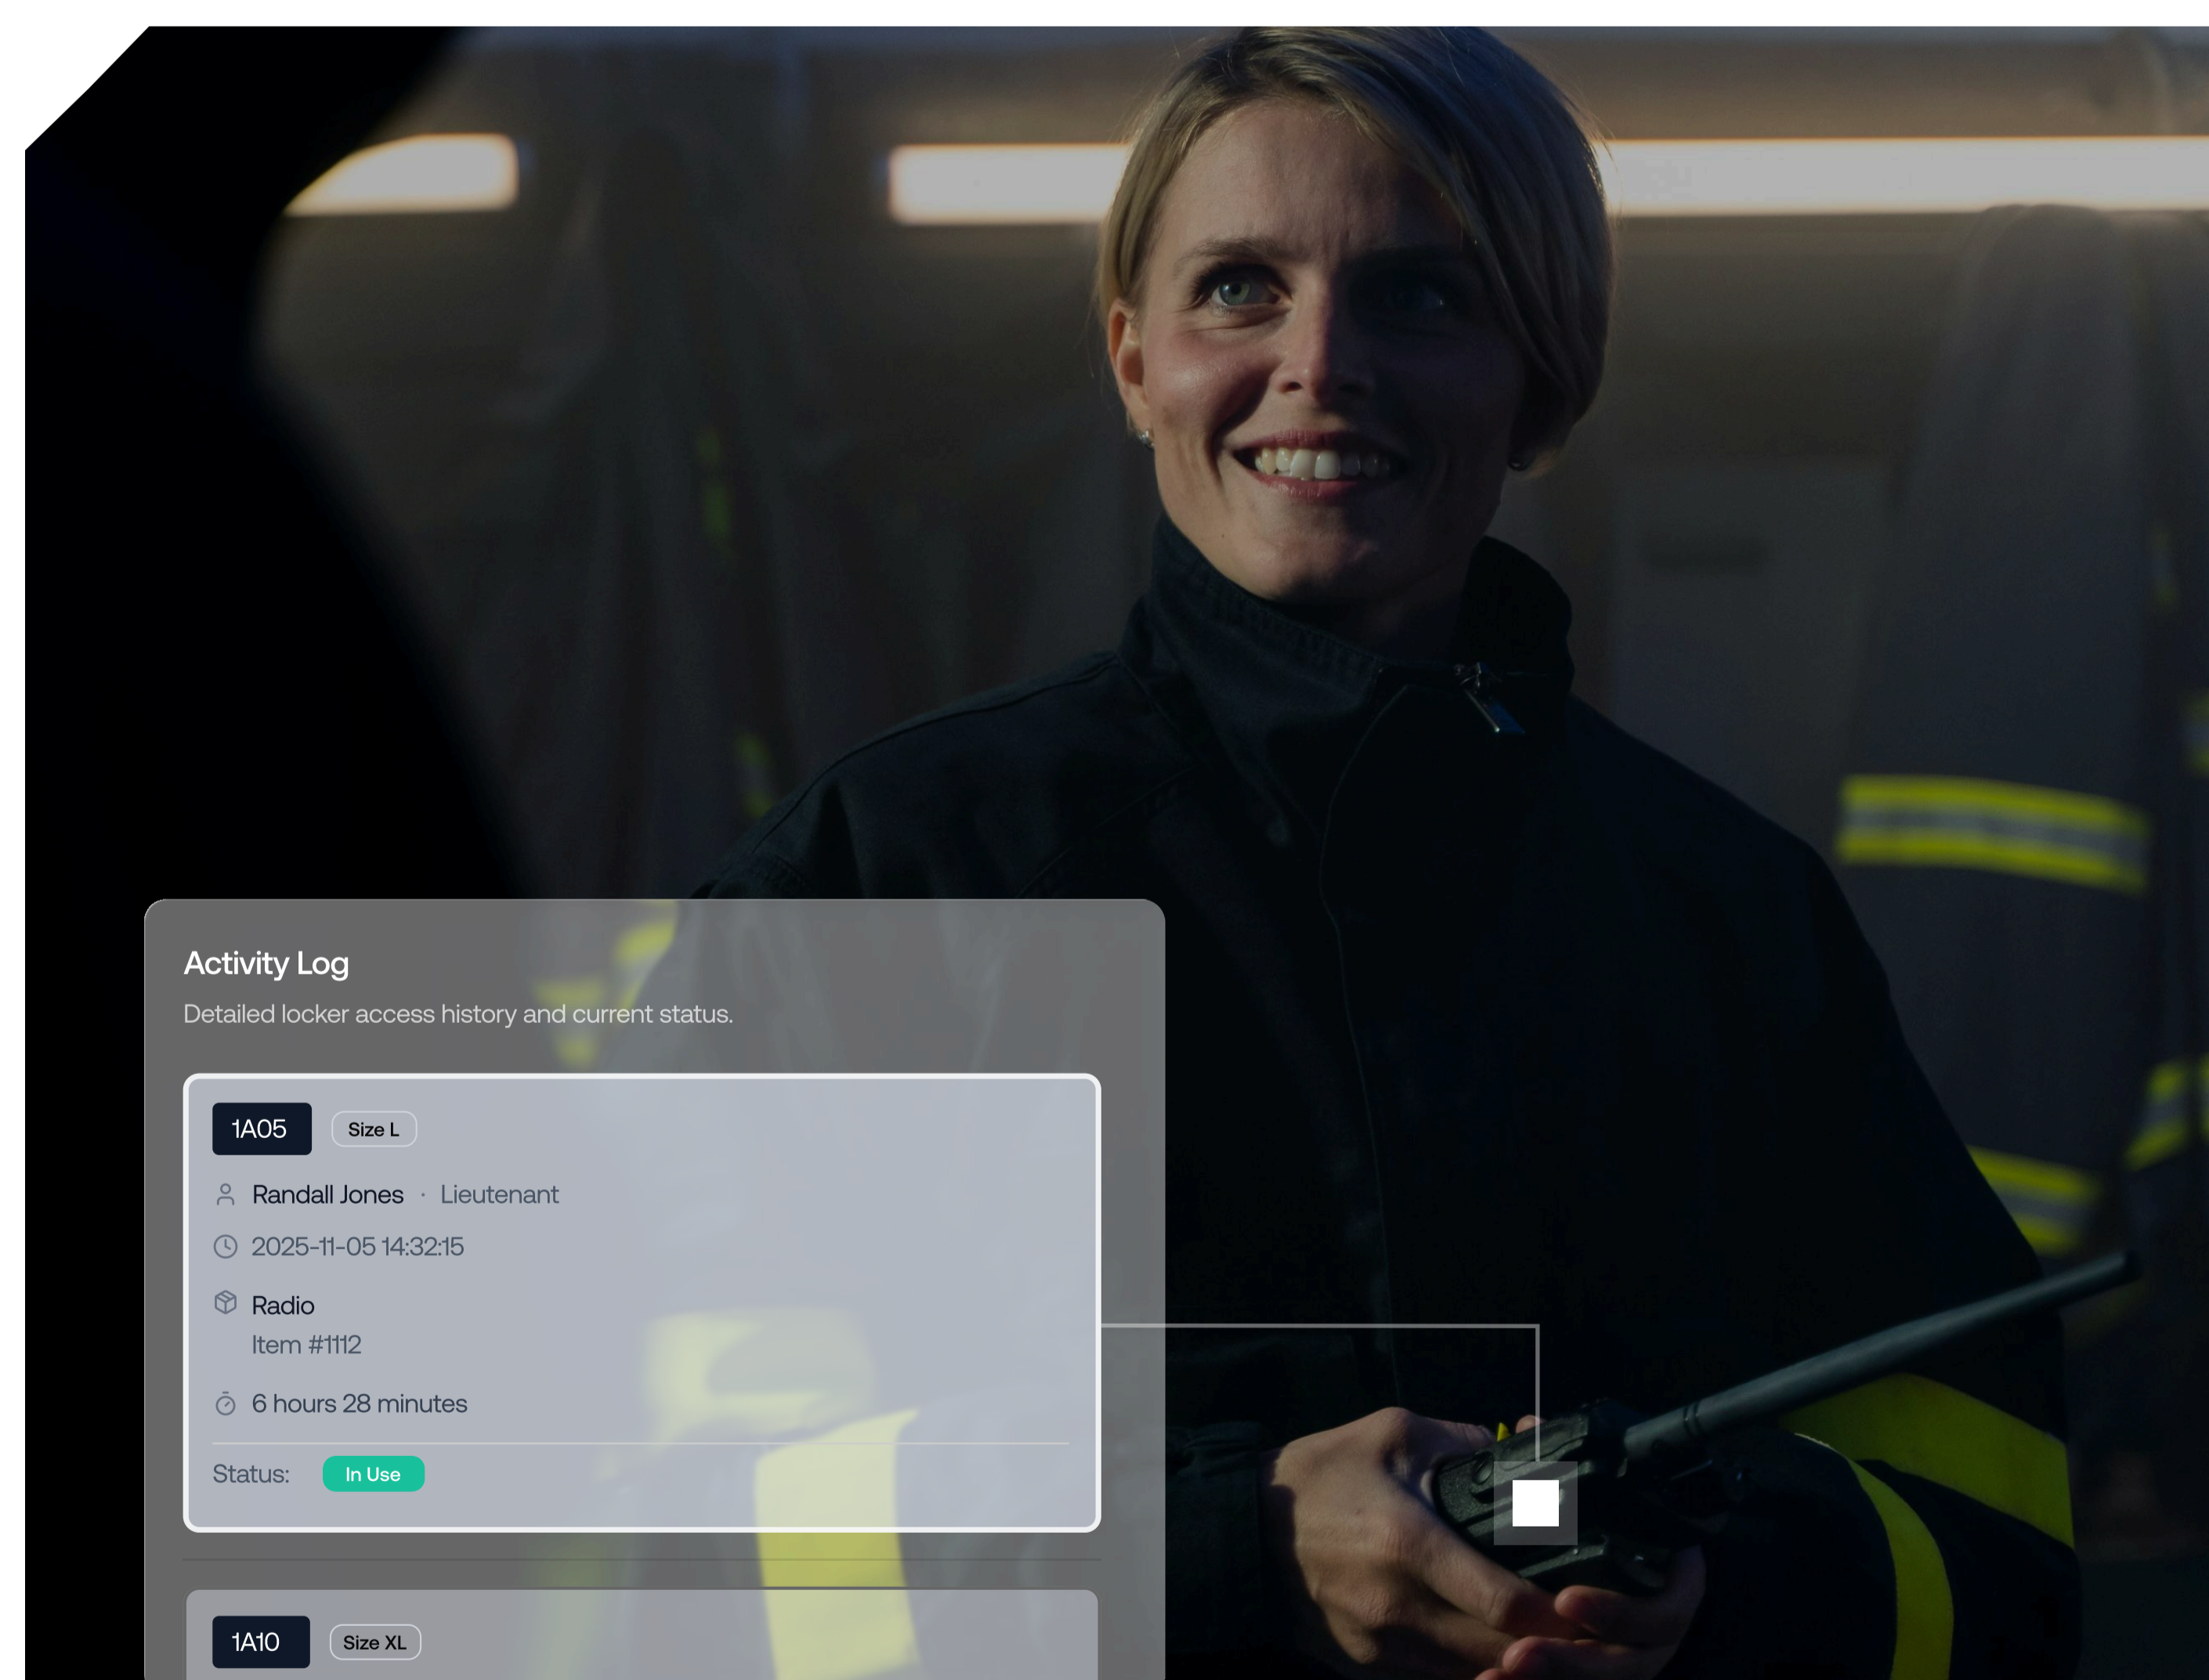 Activity Log
Detailed locker access history and current status.
1A05 Size L
Randall Jones · Lieutenant
2025-11-05 14:32:15
Radio
Item #1112
6 hours 28 minutes
Status: In Use
1A10 Size XL